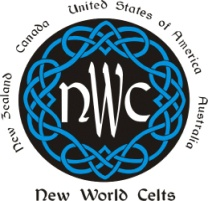 New Zealand
Canada
United States of America
Australia
NWC
New World Celts